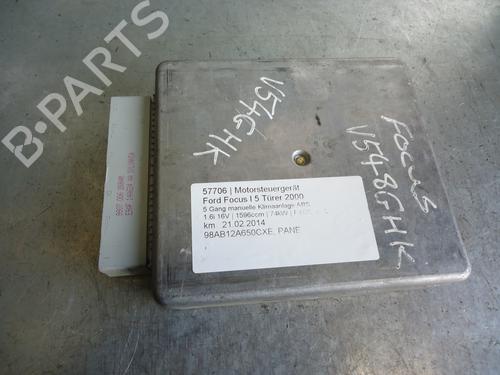 B-PARTS
V54GHK
FOCUS
V548GHK
57706 | Motorsteuergerät
Ford Focus I 5 Türer 2000
5 Gang manuelle Klimaanlage ABS
1.6i 16V | 1596ccm | 74kW |
km 21.02.2014
98AB12A650CXE, PANE